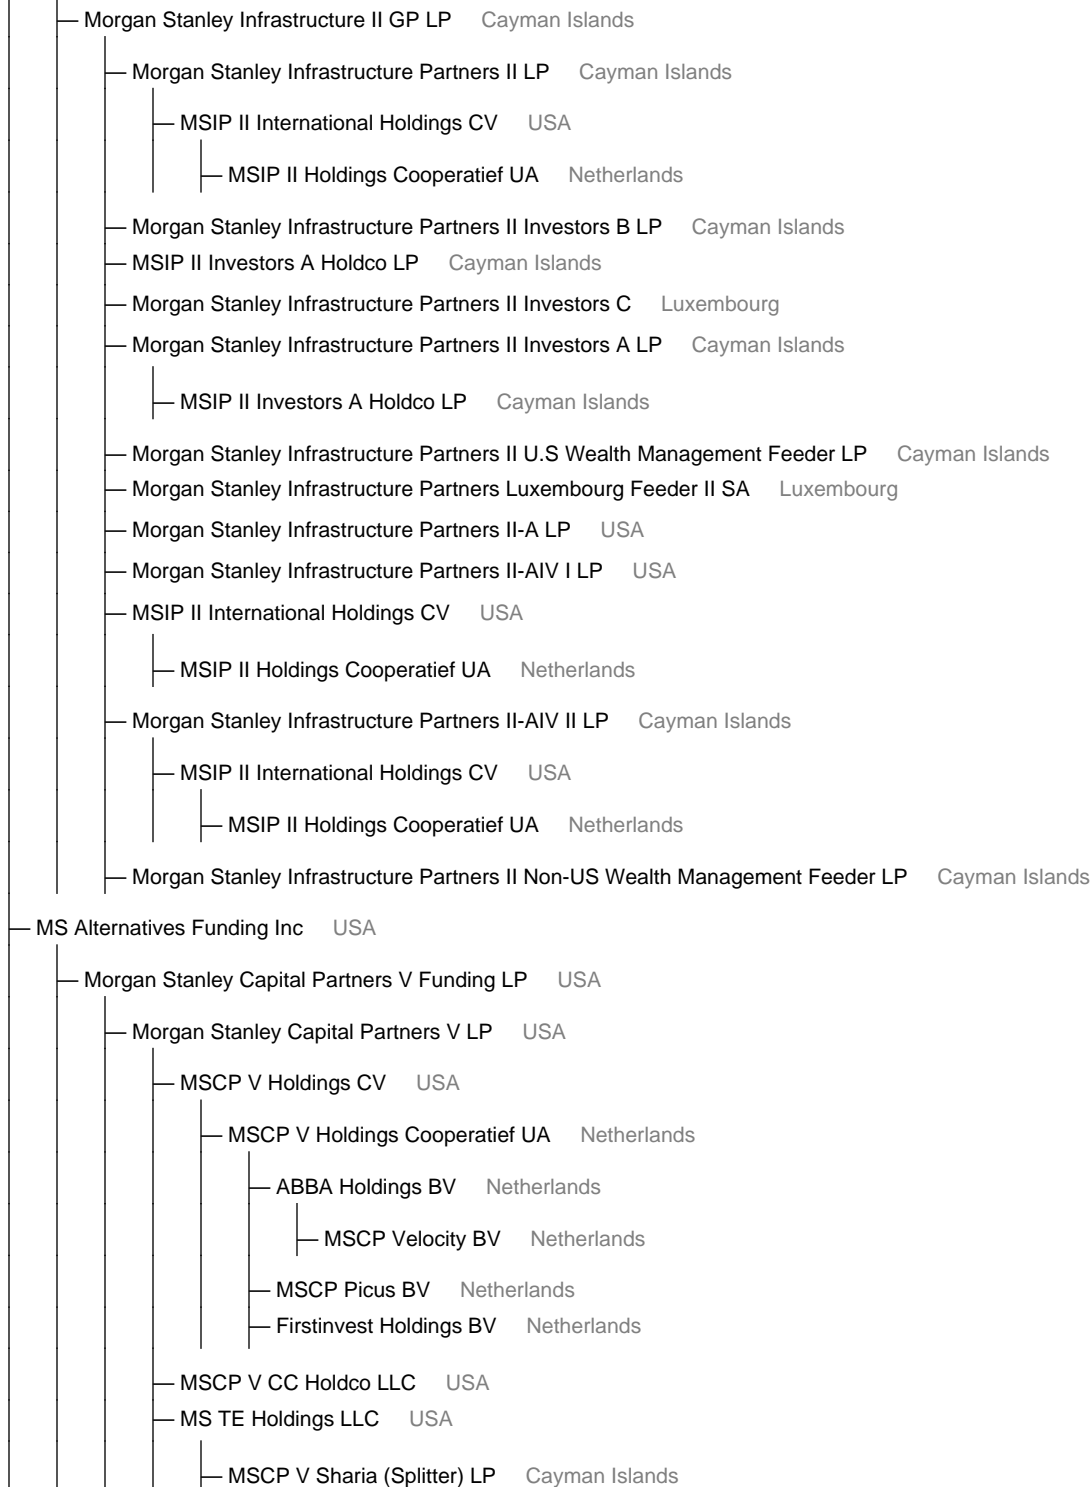 Morgan Stanley Infrastructure II GP LP Cayman Islands
Morgan Stanley Infrastructure Partners II LP Cayman Islands
MSIP II International Holdings CV USA
MSIP II Holdings Cooperatief UA Netherlands
Morgan Stanley Infrastructure Partners II Investors B LP Cayman Islands
MSIP II Investors A Holdco LP Cayman Islands
Morgan Stanley Infrastructure Partners II Investors C Luxembourg
Morgan Stanley Infrastructure Partners II Investors A LP Cayman Islands
MSIP II Investors A Holdco LP Cayman Islands
Morgan Stanley Infrastructure Partners II U.S Wealth Management Feeder LP Cayman Islands
Morgan Stanley Infrastructure Partners Luxembourg Feeder II SA Luxembourg
Morgan Stanley Infrastructure Partners II-A LP USA
Morgan Stanley Infrastructure Partners II-AIV I LP USA
MSIP II International Holdings CV USA
MSIP II Holdings Cooperatief UA Netherlands
Morgan Stanley Infrastructure Partners II-AIV II LP Cayman Islands
MSIP II International Holdings CV USA
MSIP II Holdings Cooperatief UA Netherlands
Morgan Stanley Infrastructure Partners II Non-US Wealth Management Feeder LP Cayman Islands
MS Alternatives Funding Inc USA
Morgan Stanley Capital Partners V Funding LP USA
Morgan Stanley Capital Partners V LP USA
MSCP V Holdings CV USA
MSCP V Holdings Cooperatief UA Netherlands
ABBA Holdings BV Netherlands
MSCP Velocity BV Netherlands
MSCP Picus BV Netherlands
Firstinvest Holdings BV Netherlands
MSCP V CC Holdco LLC USA
MS TE Holdings LLC USA
MSCP V Sharia (Splitter) LP Cayman Islands